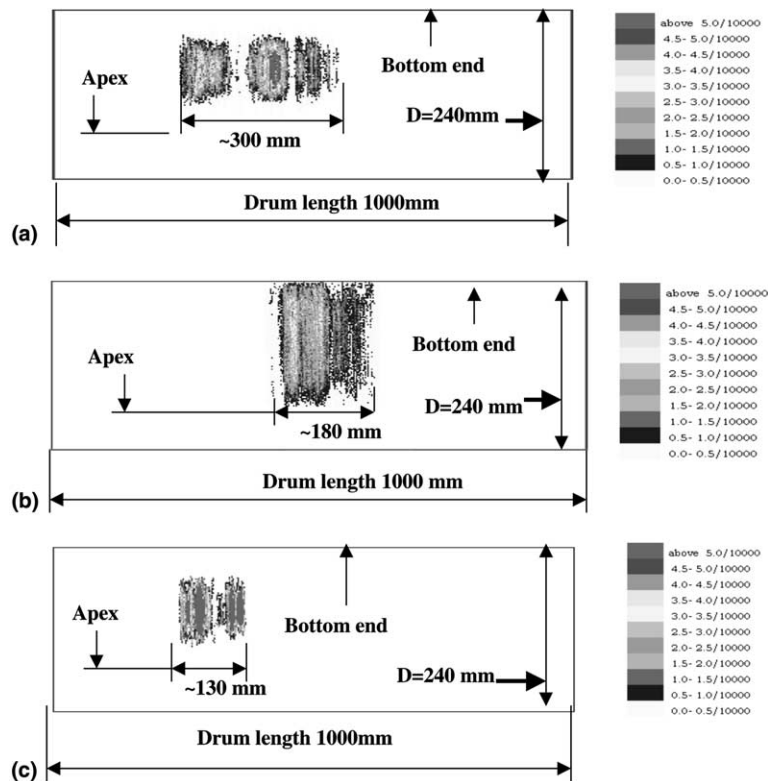 Apex
Bottom end
D=240mm
~300 mm
Drum length 1000mm
(a)
above 5.0/10000
4.5- 5.0/10000
4.0- 4.5/10000
3.5- 4.0/10000
3.0- 3.5/10000
2.5- 3.0/10000
2.0- 2.5/10000
1.5- 2.0/10000
1.0- 1.5/10000
0.5- 1.0/10000
0.0- 0.5/10000
Apex
Bottom end
D=240 mm
~180 mm
Drum length 1000 mm
(b)
above 5.0/10000
4.5- 5.0/10000
4.0- 4.5/10000
3.5- 4.0/10000
3.0- 3.5/10000
2.5- 3.0/10000
2.0- 2.5/10000
1.5- 2.0/10000
1.0- 1.5/10000
0.5- 1.0/10000
0.0- 0.5/10000
Apex
Bottom end
D=240 mm
~130 mm
Drum length 1000mm
(c)
above 5.0/10000
4.5- 5.0/10000
4.0- 4.5/10000
3.5- 4.0/10000
3.0- 3.5/10000
2.5- 3.0/10000
2.0- 2.5/10000
1.5- 2.0/10000
1.0- 1.5/10000
0.5- 1.0/10000
0.0- 0.5/10000